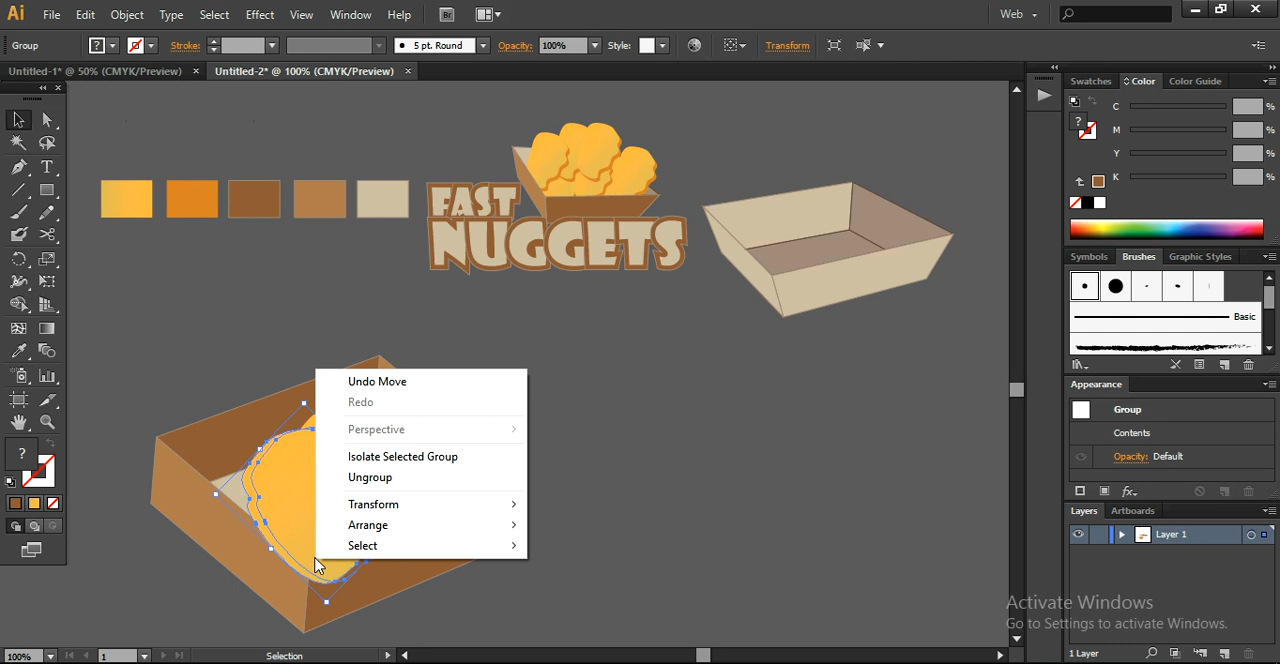 Ai File Edit Object Type Select Effect View Window Help Br Web
Group Stroke: 5 pt. Round Opacity: 100% Style: Transform
Untitled-1* @ 50% (CMYK/Preview) × Untitled-2* @ 100% (CMYK/Preview) ×
Swatches Color Color Guide
C %
M %
Y %
K %
FAST
NUGGETS
Symbols Brushes Graphic Styles
Basic
Undo Move
Redo
Perspective
Isolate Selected Group
Ungroup
Transform
Arrange
Select
Appearance
Group
Contents
Opacity: Default
fx
Layers Artboards
Layer 1
Activate Windows
Go to Settings to activate Windows.
100% 1 Selection
1 Layer